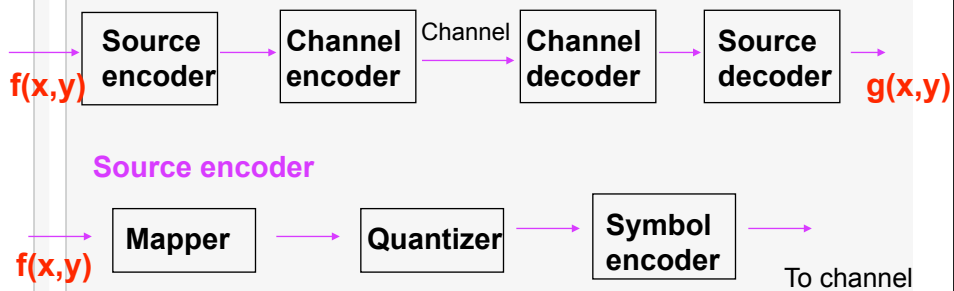 Source encoder
Channel encoder
Channel
Channel decoder
Source decoder
f(x,y)
g(x,y)
Source encoder
Mapper
Quantizer
Symbol encoder
f(x,y)
To channel